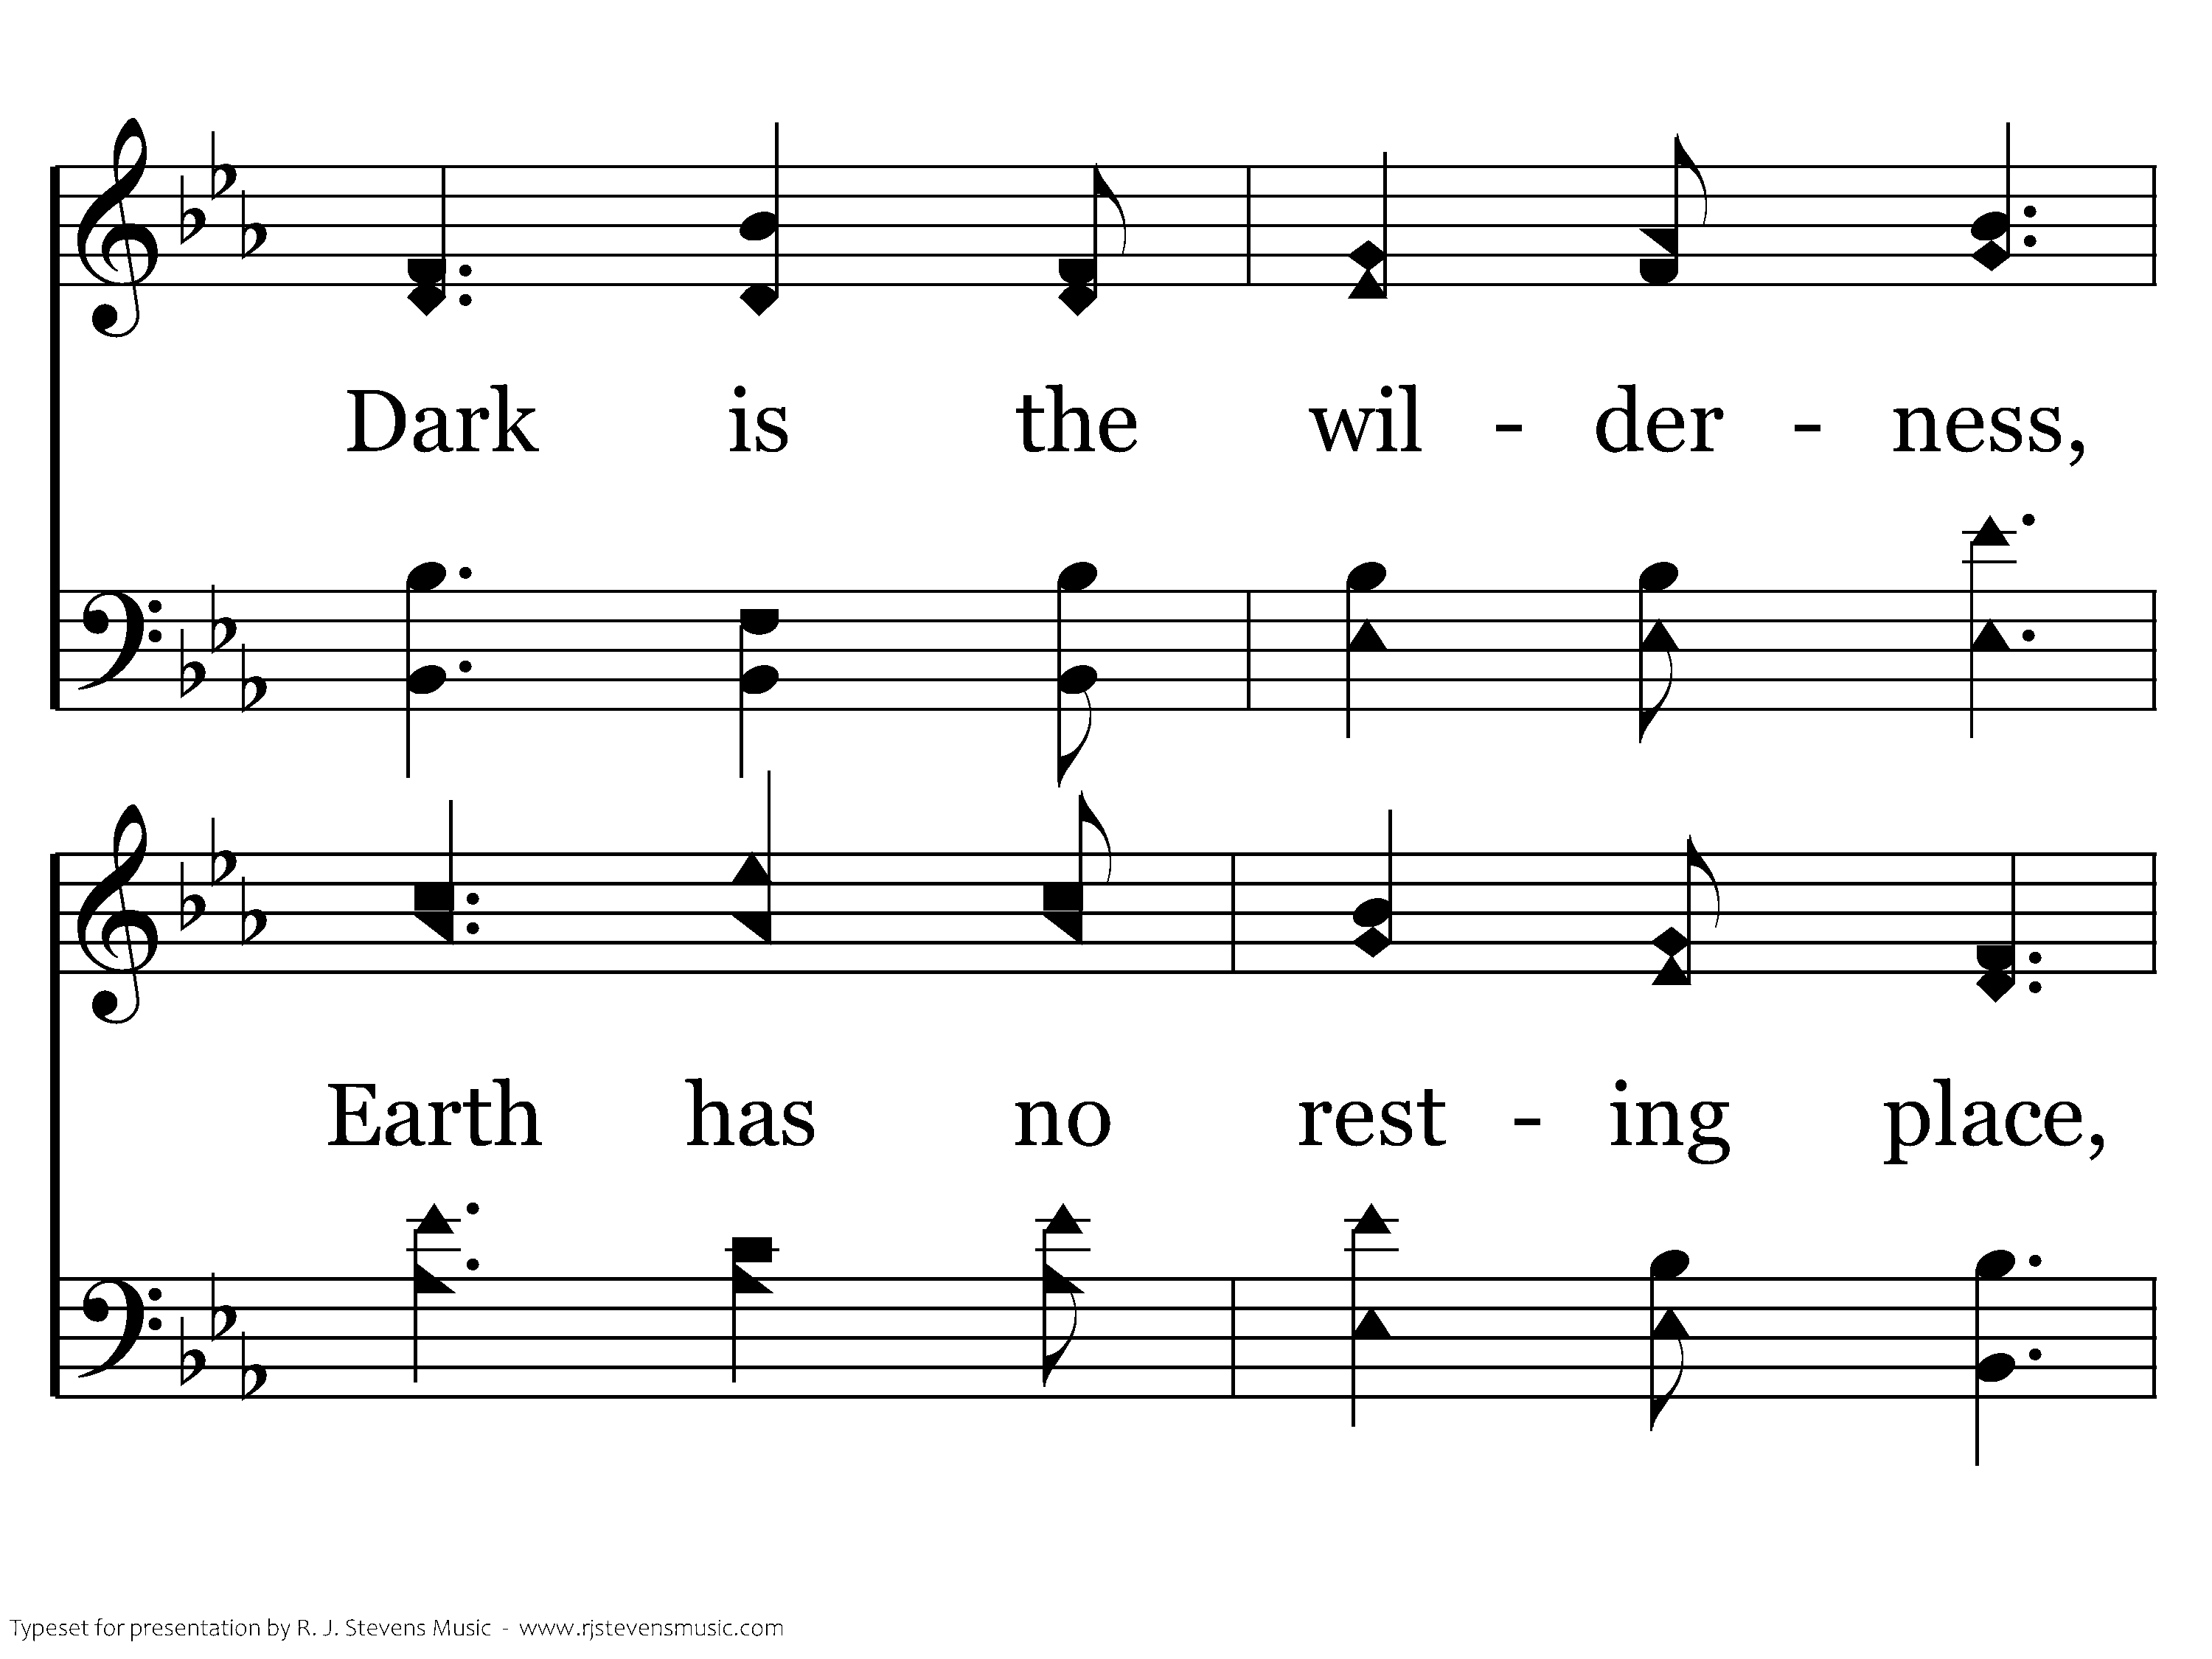 Dark is the wil - der - ness,
Earth has no rest - ing place,
Typeset for presentation by R. J. Stevens Music - www.rjstevensmusic.com